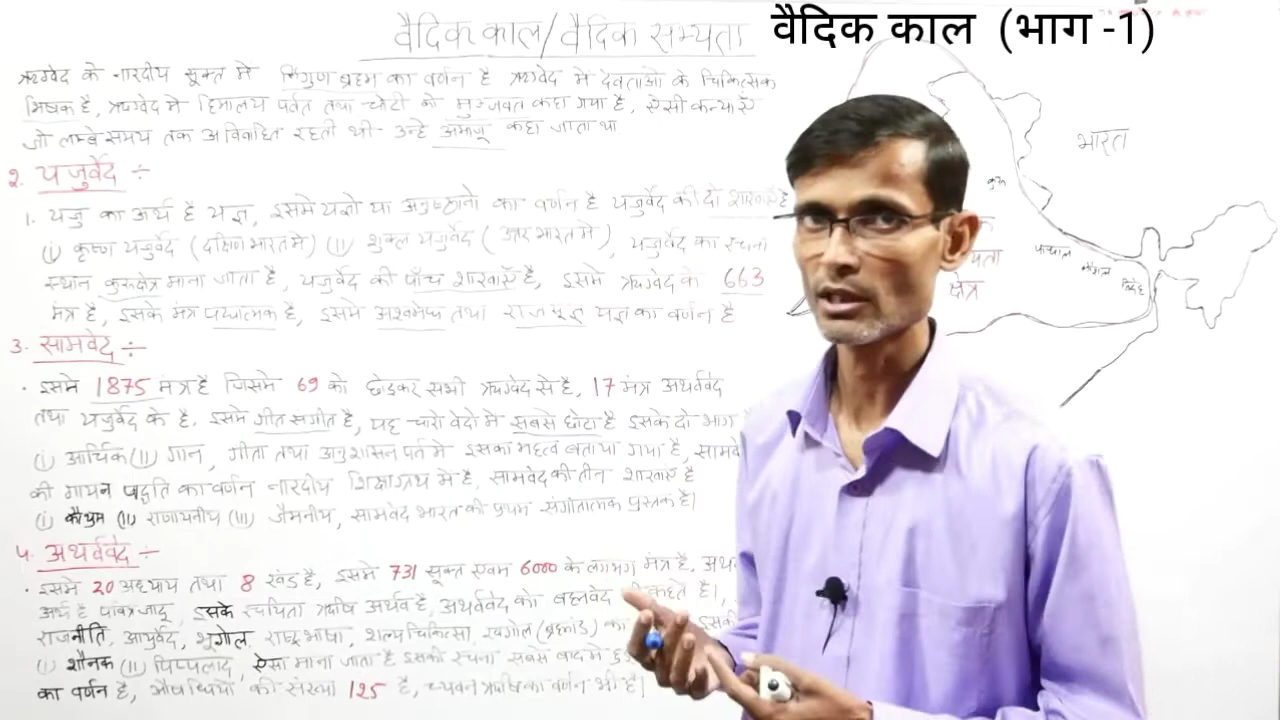 वैदिक काल/वैदिक सभ्यता
वैदिक काल (भाग -1)
ऋग्वेद के नारदीय सूक्त मे निगुण ब्रह्म का वर्णन है ऋग्वेद मे देवताओ के चिकित्सक
भिषक है, ऋग्वेद मे हिमालय पर्वत तथा चोटी को मुञ्जवत कहा गया है, ऐसी कन्याऐ
जो लम्बे समय तक अविवाहित रहती थी उन्हे अमाजू कहा जाता था
2. यजुर्वेद ÷
1. यजु का अर्थ है यज्ञ, इसमे यज्ञो या अनुष्ठानो का वर्णन है यजुर्वेद की दो शाखाऐं है
(i) कृष्ण यजुर्वेद (दक्षिण भारत मे) (ii) शुक्ल यजुर्वेद (उत्तर भारत मे), यजुर्वेद का रचना
स्थान कुरुक्षेत्र माना जाता है, यजुर्वेद की पाँच शाखाऐं है, इसमे ऋग्वेद के 663
मंत्र है, इसके मंत्र पद्यात्मक है, इसमे अश्वमेघ तथा राजसूय यज्ञ का वर्णन है
3. सामवेद ÷
• इसमे 1875 मंत्र है जिसमे 69 को छोडकर सभी ऋग्वेद से है, 17 मंत्र अथर्ववेद
तथा यजुर्वेद के है. इसमे गीत संगीत है, यह चारो वेदो मे सबसे छोटा है इसके दो भाग
(i) आर्चिक (ii) गान, गीता तथा अनुशासन पर्व मे इसका महत्व बताया गया है, सामवे
की गायन पद्धति का वर्णन नारदीय शिक्षा ग्रंथ मे है, सामवेद की तीन शाखाऐं है
(i) कौथुम (ii) राणायनीय (iii) जैमनीय, सामवेद भारत की प्रथम संगीतात्मक पुस्तक है।
4. अथर्ववेद ÷
• इसमे 20 अध्याय तथा 8 खंड है, इसमे 731 सूक्त एवम 6000 के लगभग मंत्र है, अथ
अर्थ है पवित्र जादू, इसके रचयिता ऋषि अर्थव है, अथर्ववेद को ब्रह्मवेद कहते है।,
राजनीति, आयुर्वेद, भूगोल, राष्ट्रभाषा, शल्य चिकित्सा, खगोल (ब्रह्मांड) का इसकी
(i) शौनक (ii) पिप्पलाद, ऐसा माना जाता है इसकी रचना सबसे बाद मे हु
का वर्णन है, औषधियो की संख्या 125 है, च्यवन ऋषि का वर्णन भी है।
भारत
कुरु
पांचाल
कोशल
विदेह
यता
क्षेत्र